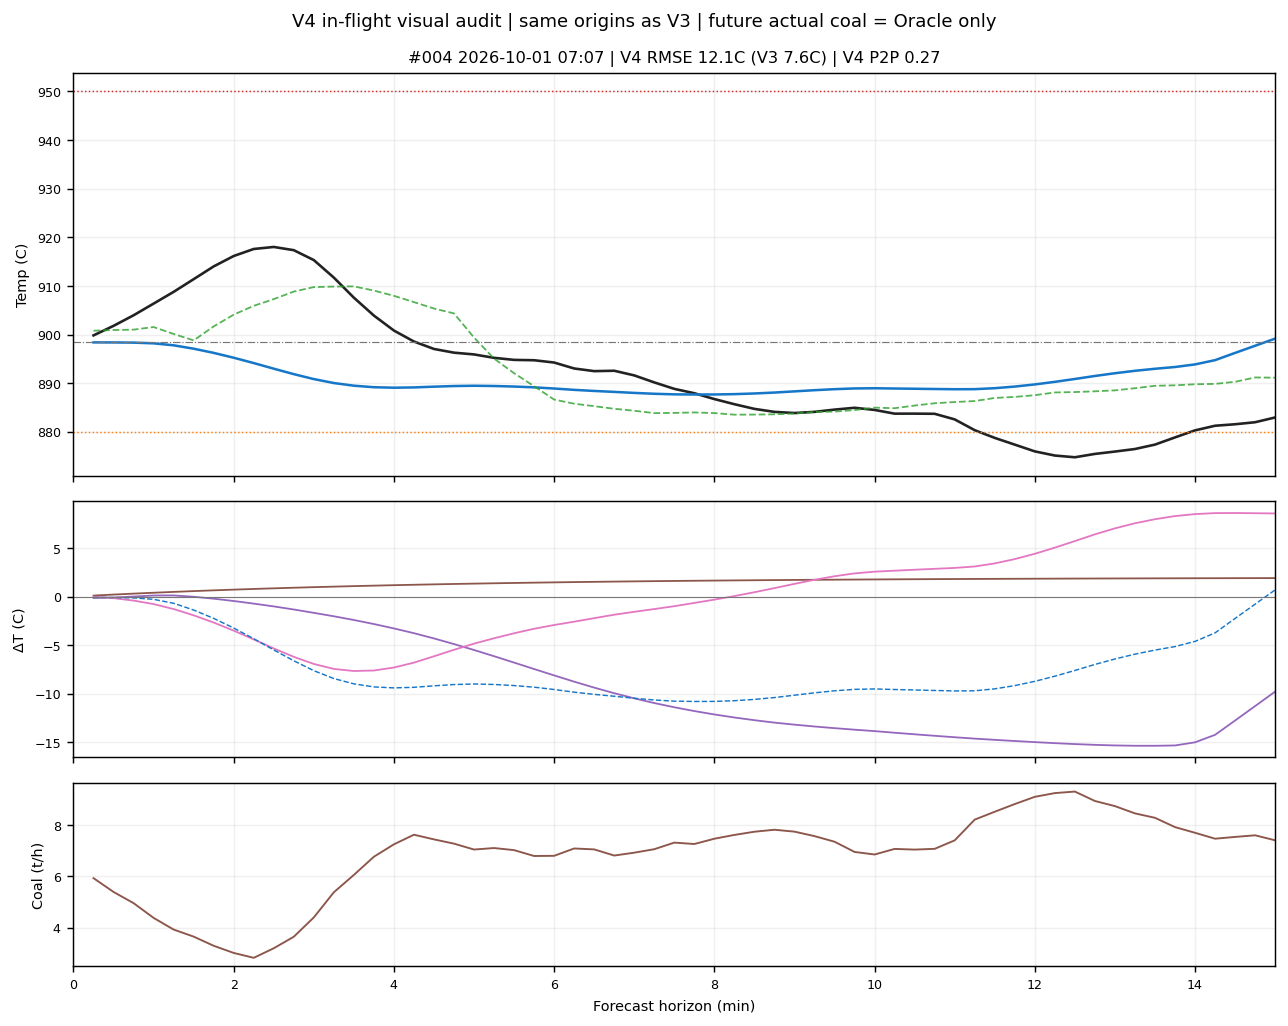 V4 in-flight visual audit | same origins as V3 | future actual coal = Oracle only
#004 2026-10-01 07:07 | V4 RMSE 12.1C (V3 7.6C) | V4 P2P 0.27
950
940
930
920
910
900
890
880
Temp (C)
5
0
−5
−10
−15
ΔT (C)
8
6
4
Coal (t/h)
0 2 4 6 8 10 12 14
Forecast horizon (min)